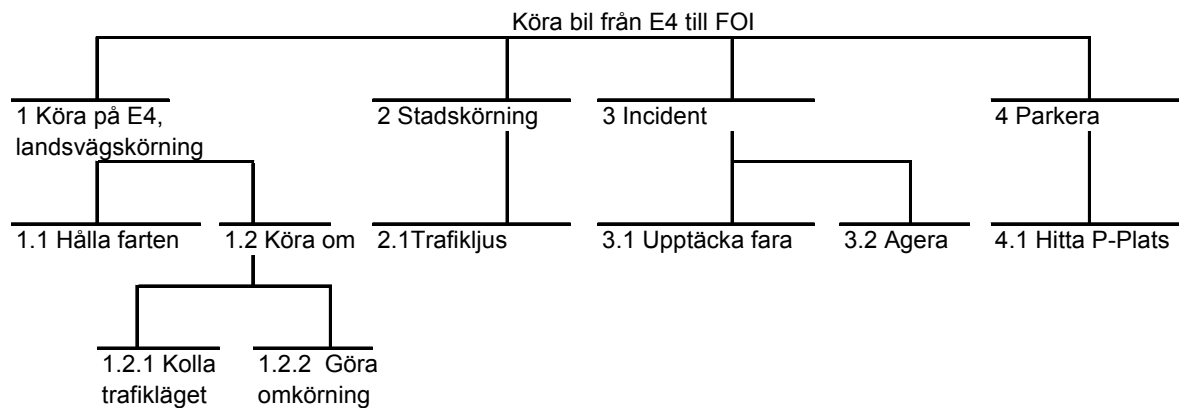 Köra bil från E4 till FOI
1 Köra på E4,
landsvägskörning
2 Stadskörning
3 Incident
4 Parkera
1.1 Hålla farten
1.2 Köra om
2.1Trafikljus
3.1 Upptäcka fara
3.2 Agera
4.1 Hitta P-Plats
1.2.1 Kolla
trafikläget
1.2.2 Göra
omkörning